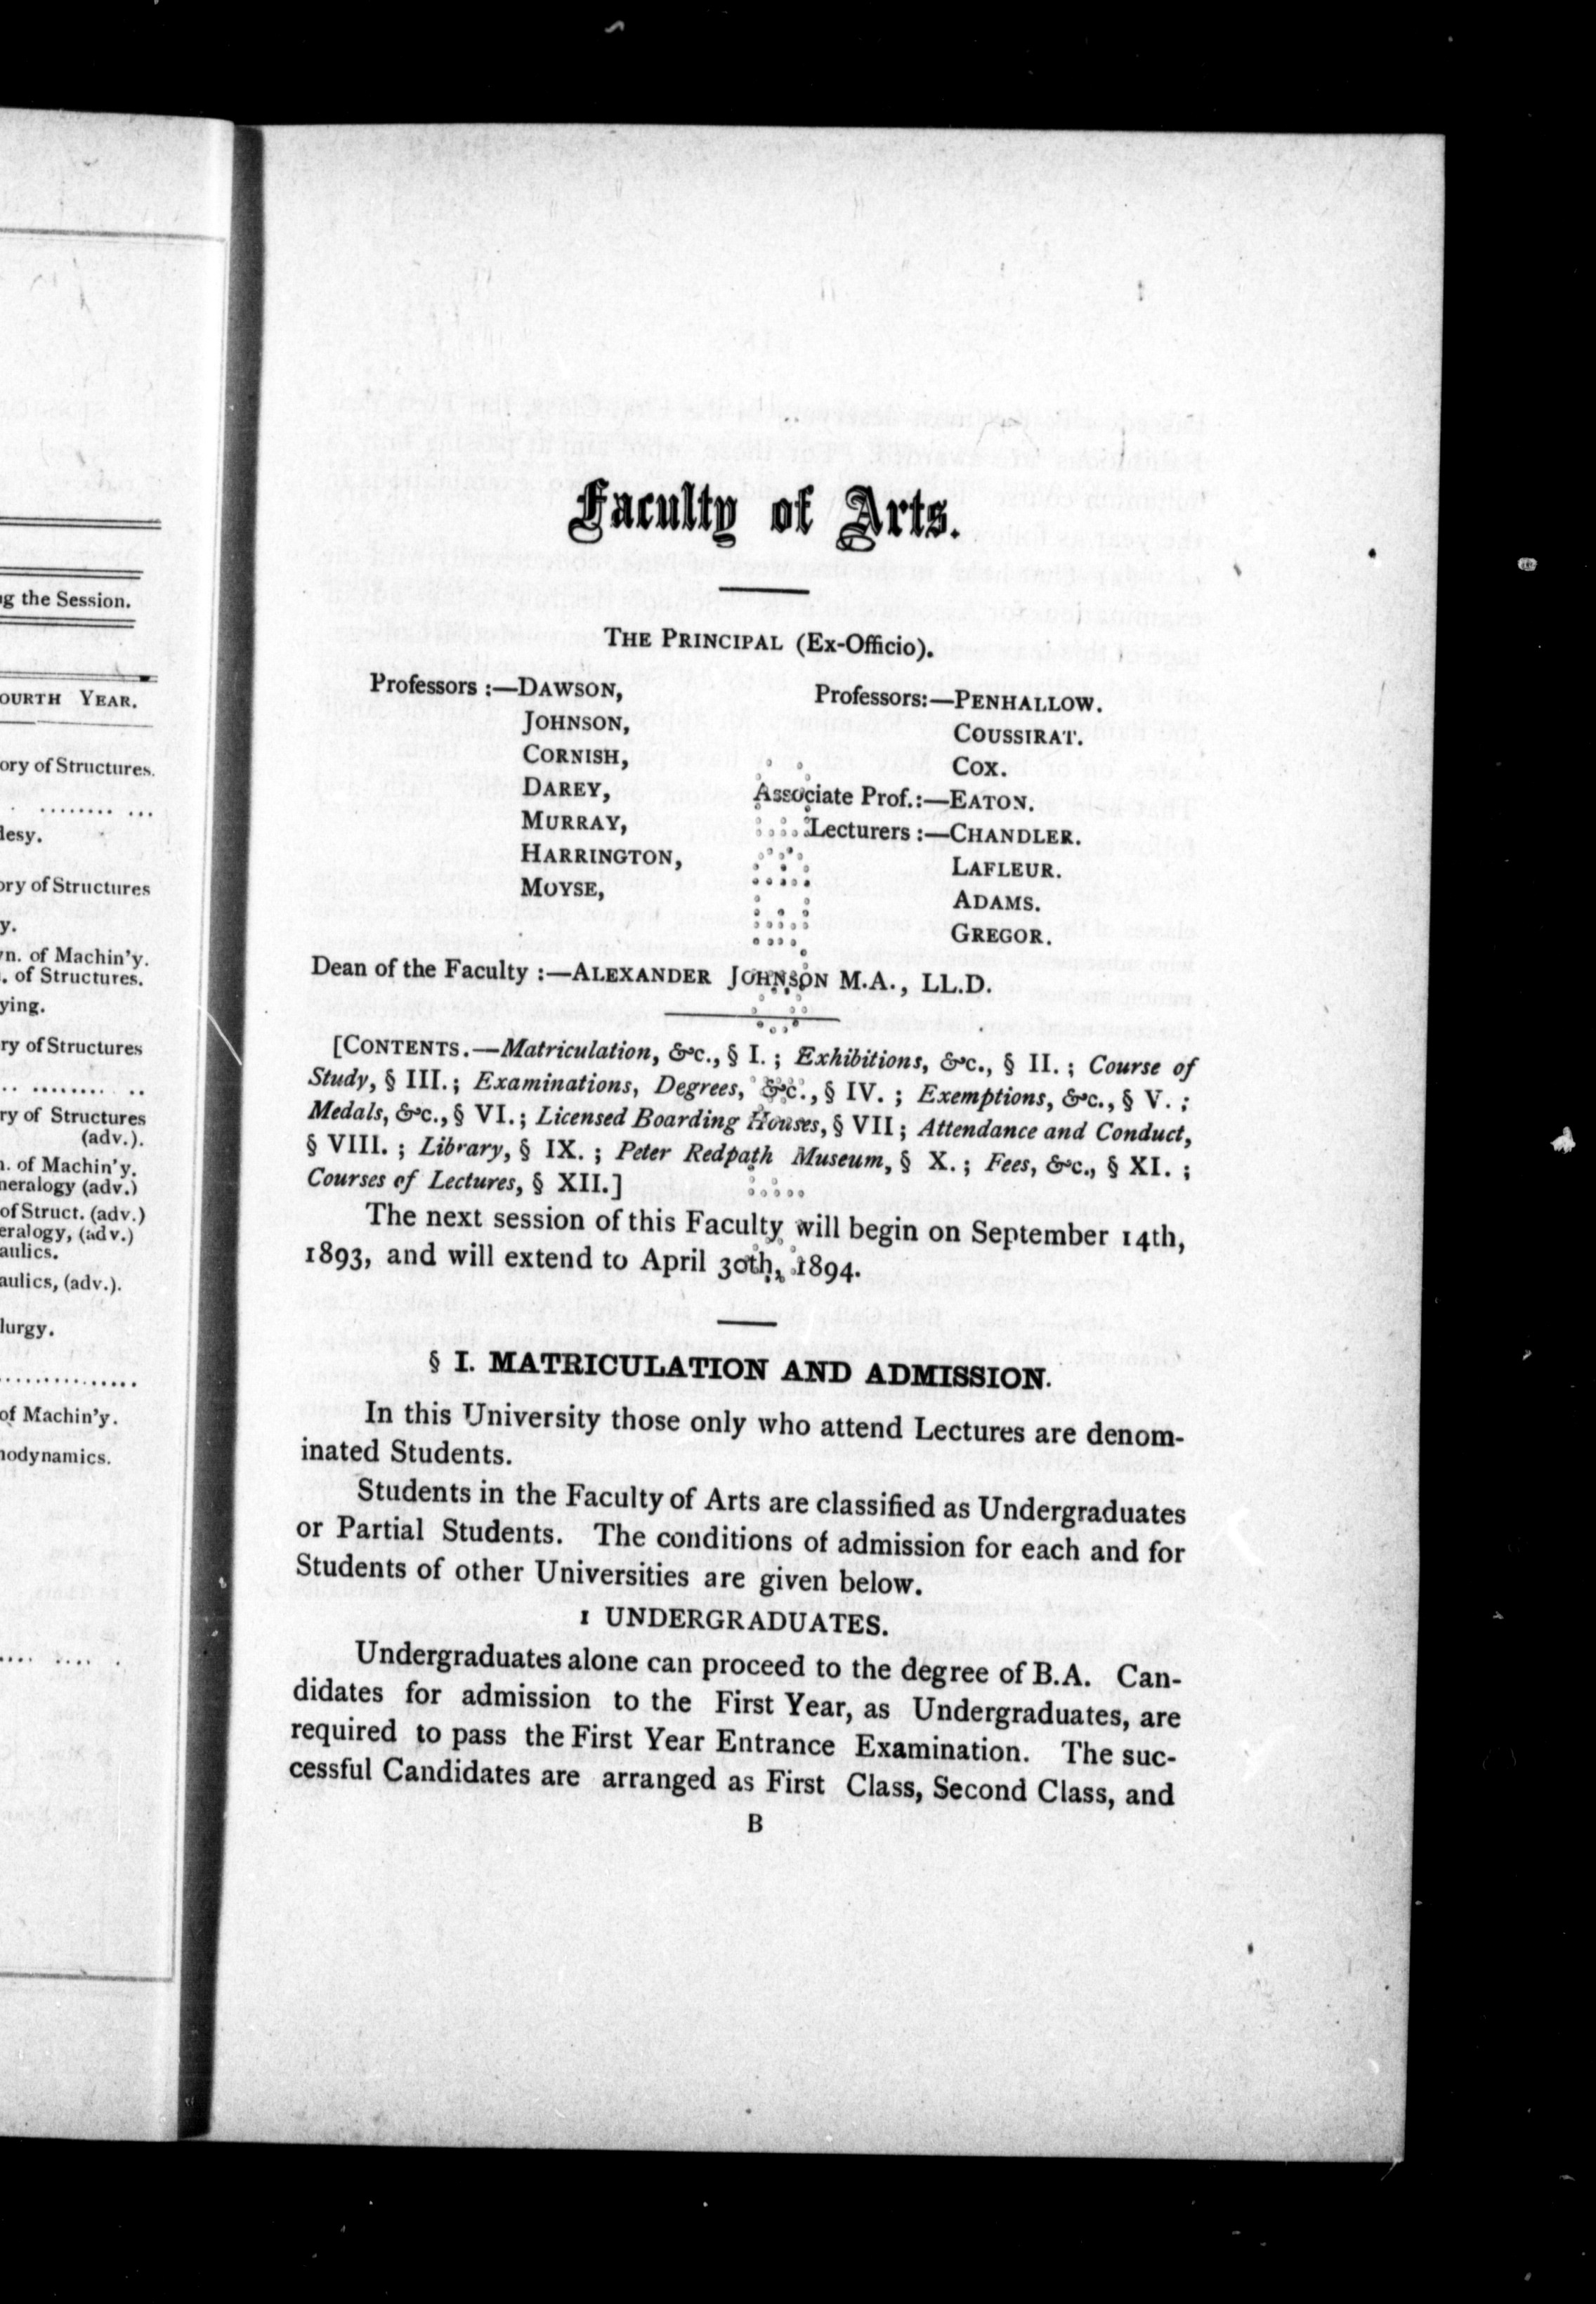 g the Session.
OURTH YEAR.
ory of Structures.
........ ...
lesy.
ory of Structures
y.
n. of Machin'y.
. of Structures.
ying.
ry of Structures
.. ........ ..
ry of Structures
(adv.).
. of Machin'y.
neralogy (adv.)
of Struct. (adv.)
eralogy, (adv.)
aulics.
aulics, (adv.).
lurgy.
...............
of Machin'y.
nodynamics.
.... .... .
Faculty of Arts.
THE PRINCIPAL (Ex-Officio).
Professors :—DAWSON,
JOHNSON,
CORNISH,
DAREY,
MURRAY,
HARRINGTON,
MOYSE,
Professors:—PENHALLOW.
COUSSIRAT.
COX.
Associate Prof.:—EATON.
Lecturers :—CHANDLER.
LAFLEUR.
ADAMS.
GREGOR.
Dean of the Faculty :—ALEXANDER JOHNSON M.A., LL.D.
[CONTENTS.—Matriculation, &c., § I. ; Exhibitions, &c., § II. ; Course of
Study, § III. ; Examinations, Degrees, &c., § IV. ; Exemptions, &c., § V. ;
Medals, &c., § VI. ; Licensed Boarding Houses, § VII ; Attendance and Conduct,
§ VIII. ; Library, § IX. ; Peter Redpath Museum, § X. ; Fees, &c., § XI. ;
Courses of Lectures, § XII.]
The next session of this Faculty will begin on September 14th,
1893, and will extend to April 30th, 1894.
§ I. MATRICULATION AND ADMISSION.
In this University those only who attend Lectures are denom-
inated Students.
Students in the Faculty of Arts are classified as Undergraduates
or Partial Students. The conditions of admission for each and for
Students of other Universities are given below.
1 UNDERGRADUATES.
Undergraduates alone can proceed to the degree of B.A. Can-
didates for admission to the First Year, as Undergraduates, are
required to pass the First Year Entrance Examination. The suc-
cessful Candidates are arranged as First Class, Second Class, and
B